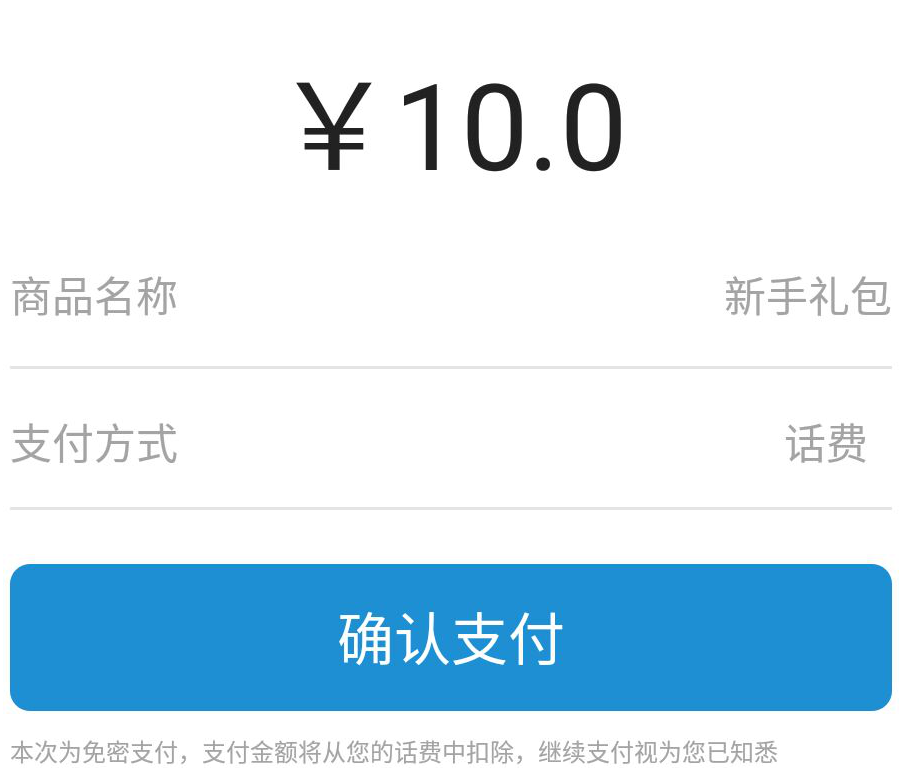 ¥10.0
商品名称 新手礼包
支付方式 话费
确认支付
本次为免密支付，支付金额将从您的话费中扣除，继续支付视为您已知悉